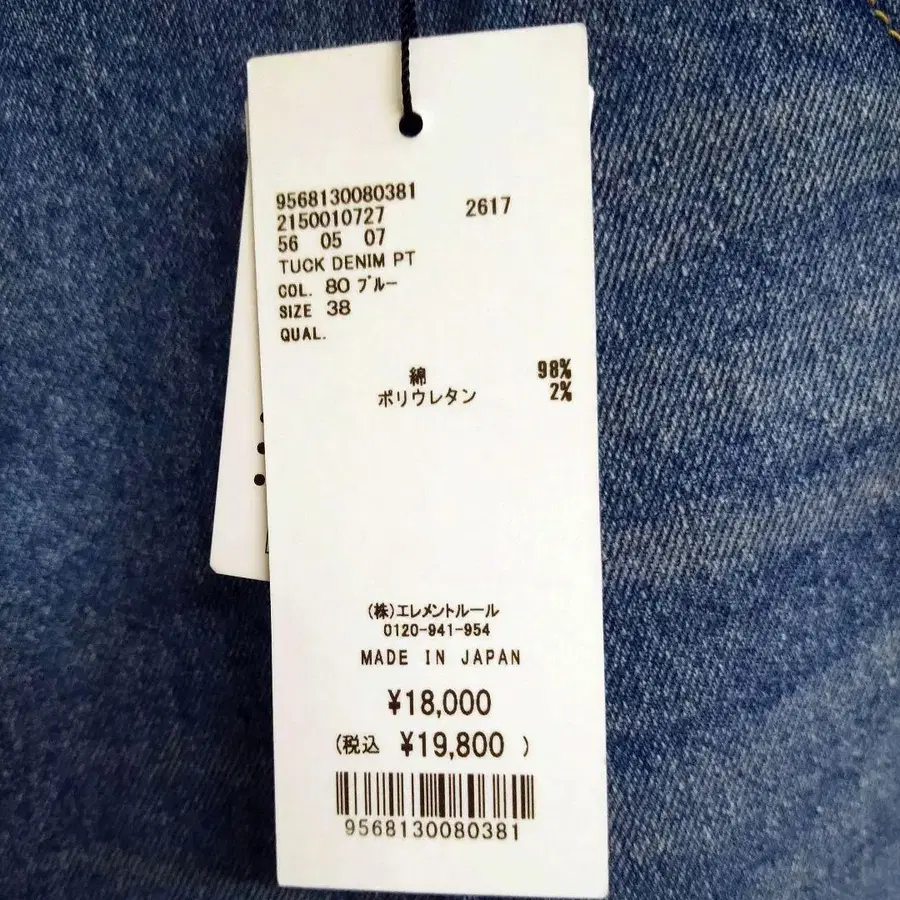 9568130080381
2150010727 2617
56 05 07
TUCK DENIM PT
COL. 80 ブルー
SIZE 38
QUAL.
綿 98%
ポリウレタン 2%
(株)エレメントルール
0120-941-954
MADE IN JAPAN
¥18,000
(税込 ¥19,800 )
9568130080381